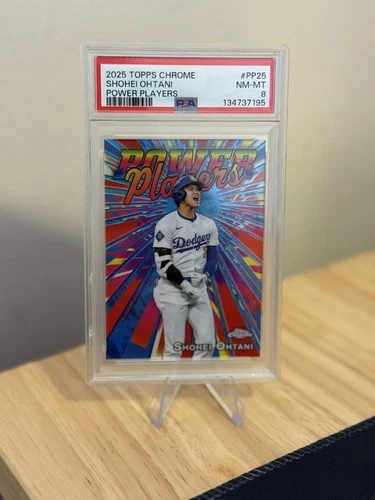 2025 TOPPS CHROME #PP25
SHOHEI OHTANI NM-MT
POWER PLAYERS PSA 8
134737195
POWER
players
Dodgers
SHOHEI OHTANI